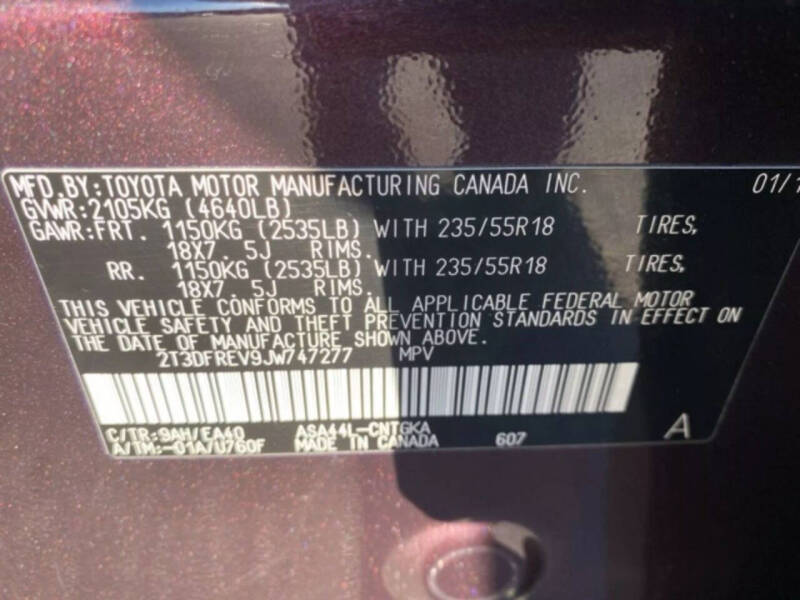 MFD.BY:TOYOTA MOTOR MANUFACTURING CANADA INC. 01/1
GVWR:2105KG (4640LB)
GAWR:FRT. 1150KG (2535LB) WITH 235/55R18 TIRES,
18X7.5J RIMS.
RR. 1150KG (2535LB) WITH 235/55R18 TIRES,
18X7.5J RIMS.
THIS VEHICLE CONFORMS TO ALL APPLICABLE FEDERAL MOTOR
VEHICLE SAFETY AND THEFT PREVENTION STANDARDS IN EFFECT ON
THE DATE OF MANUFACTURE SHOWN ABOVE.
2T3DFREV9JW747277 MPV
C/TR:9AH/EA40 ASA44L-CNTGKA
A/TM:-01A/U760F MADE IN CANADA 607 A